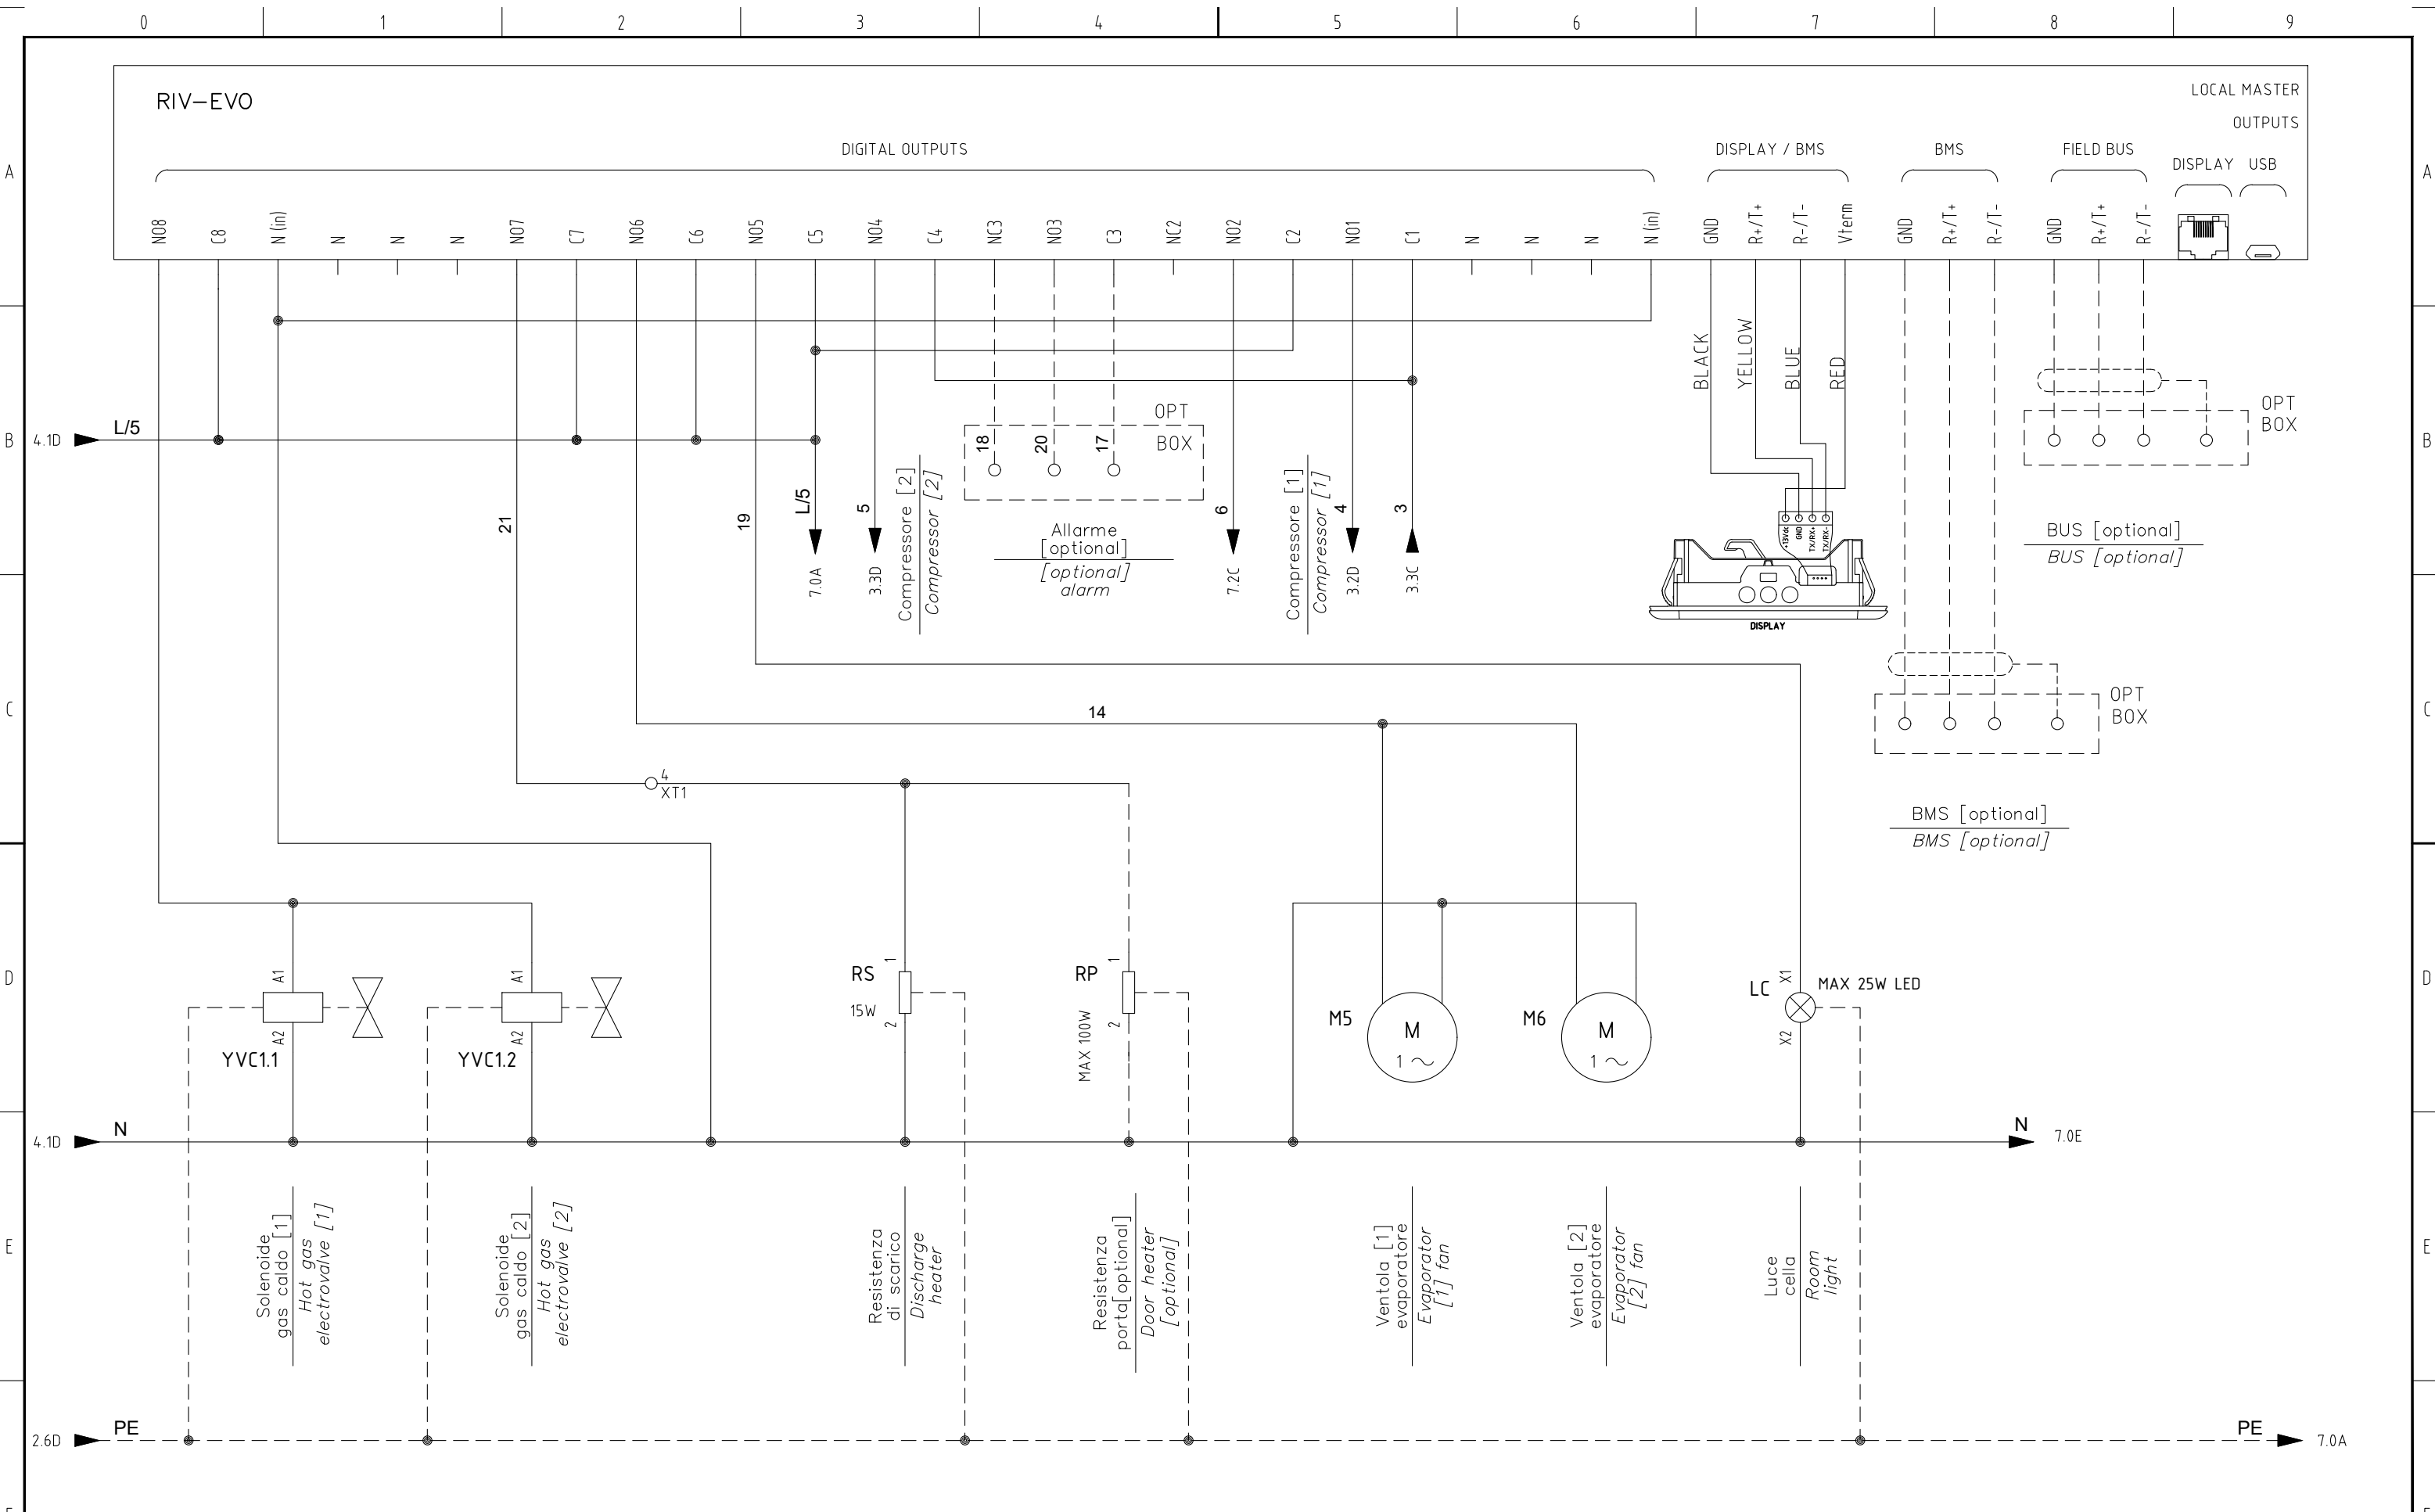 0 1 2 3 4 5 6 7 8 9
RIV-EVO
LOCAL MASTER
OUTPUTS
DIGITAL OUTPUTS
DISPLAY / BMS
BMS
FIELD BUS
DISPLAY
USB
A
A
NO8 C8 N (in) N N N NO7 C7 NO6 C6 NO5 C5 NO4 C4 NC3 NO3 C3 NC2 NO2 C2 NO1 C1 N N N N (in)
GND R+/T+ R-/T- Vterm
GND R+/T+ R-/T-
GND R+/T+ R-/T-
BLACK
YELLOW
BLUE
RED
B
4.1D
L/5
B
OPT
BOX
18
20
17
OPT
BOX
21
19
L/5
7.0A
5
3.3D
Compressore [2]
Compressor [2]
Allarme
[optional]
[optional]
alarm
6
7.2C
Compressore [1]
Compressor [1]
4
3.2D
3
3.3C
+13Vdc
GND
TX/RX+
TX/RX-
DISPLAY
BUS [optional]
BUS [optional]
C
C
14
OPT
BOX
4
XT1
BMS [optional]
BMS [optional]
D
D
A1
A2
YVC1.1
A1
A2
YVC1.2
RS
15W
1
2
RP
MAX 100W
1
2
M5
M
1
M6
M
1
LC
X1
X2
MAX 25W LED
4.1D
N
N
7.0E
E
E
Solenoide
gas caldo [1]
Hot gas
electrovalve [1]
Solenoide
gas caldo [2]
Hot gas
electrovalve [2]
Resistenza
di scarico
Discharge
heater
Resistenza
porta[optional]
Door heater
[optional]
Ventola [1]
evaporatore
Evaporator
[1] fan
Ventola [2]
evaporatore
Evaporator
[2] fan
Luce
cella
Room
light
2.6D
PE
PE
7.0A